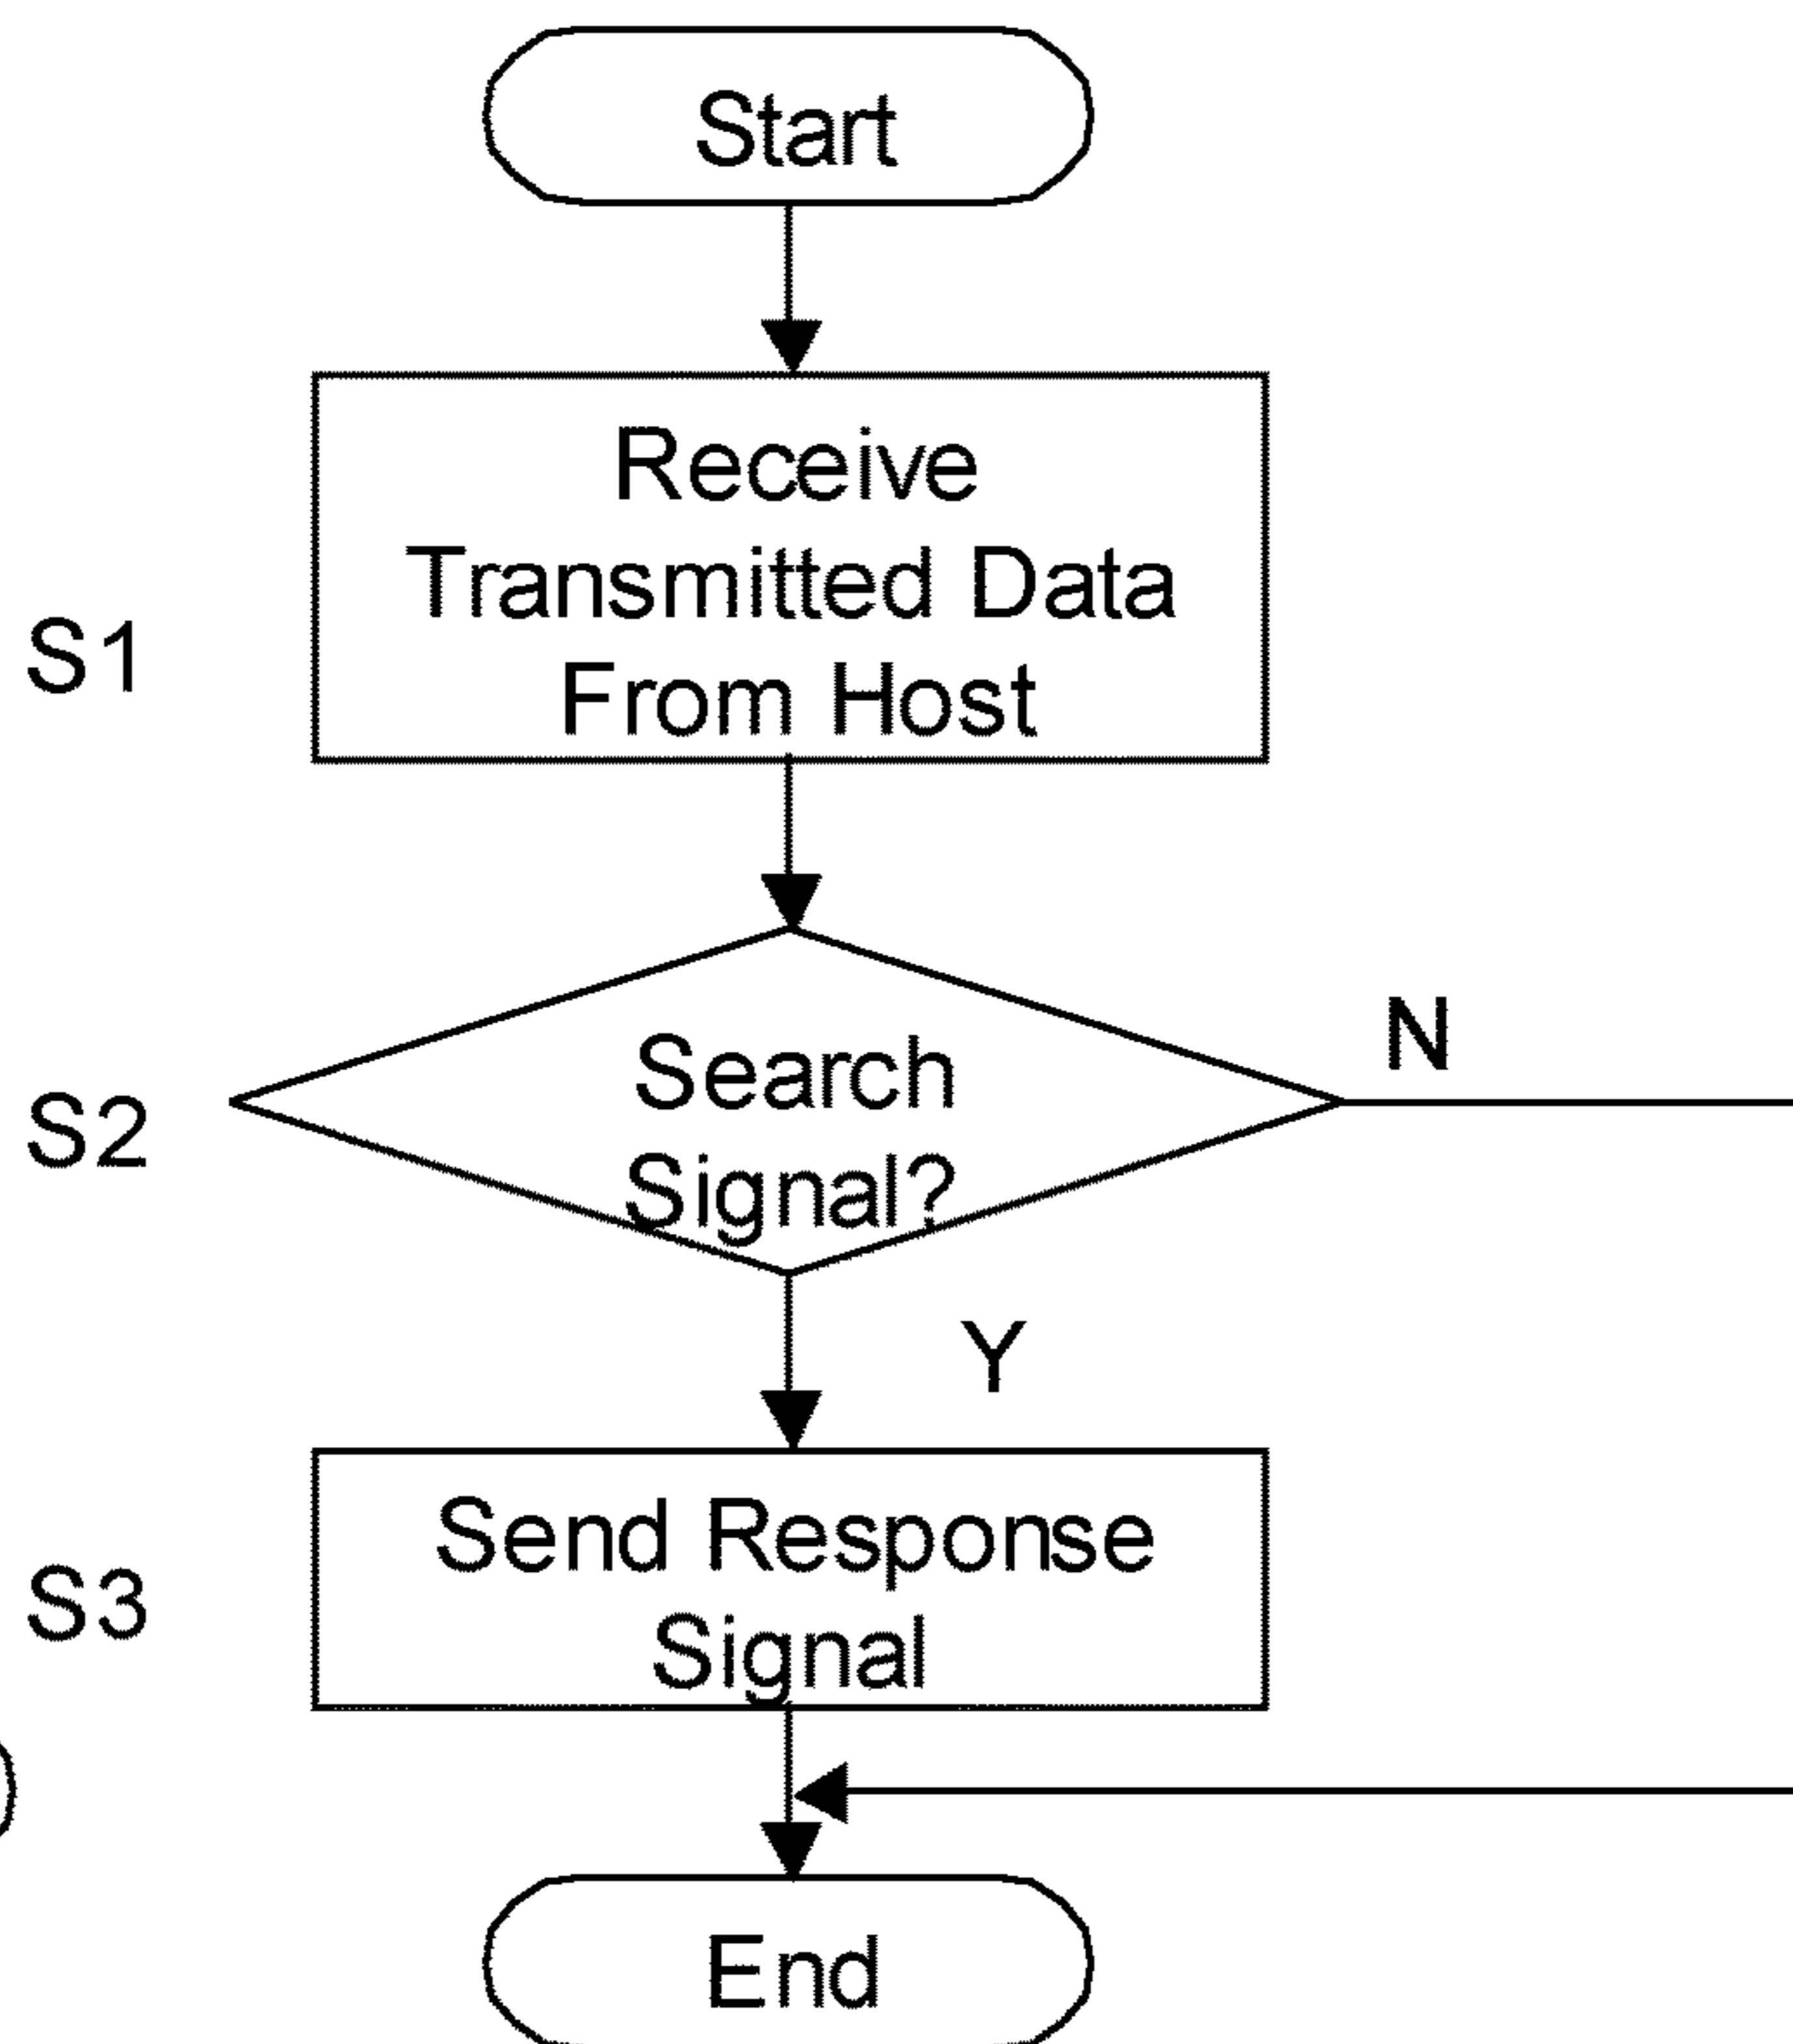 Start
S1
Receive
Transmitted Data
From Host
S2
Search
Signal?
N
Y
S3
Send Response
Signal
End